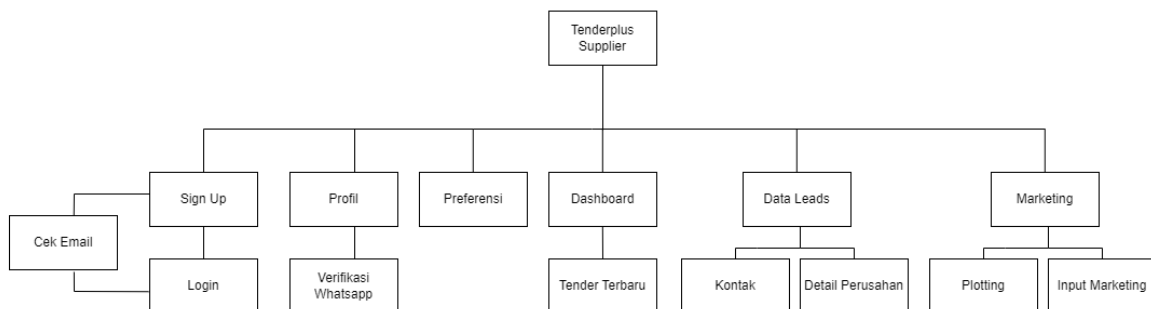 Tenderplus
Supplier
Sign Up
Profil
Preferensi
Dashboard
Data Leads
Marketing
Cek Email
Login
Verifikasi
Whatsapp
Tender Terbaru
Kontak
Detail Perusahan
Plotting
Input Marketing